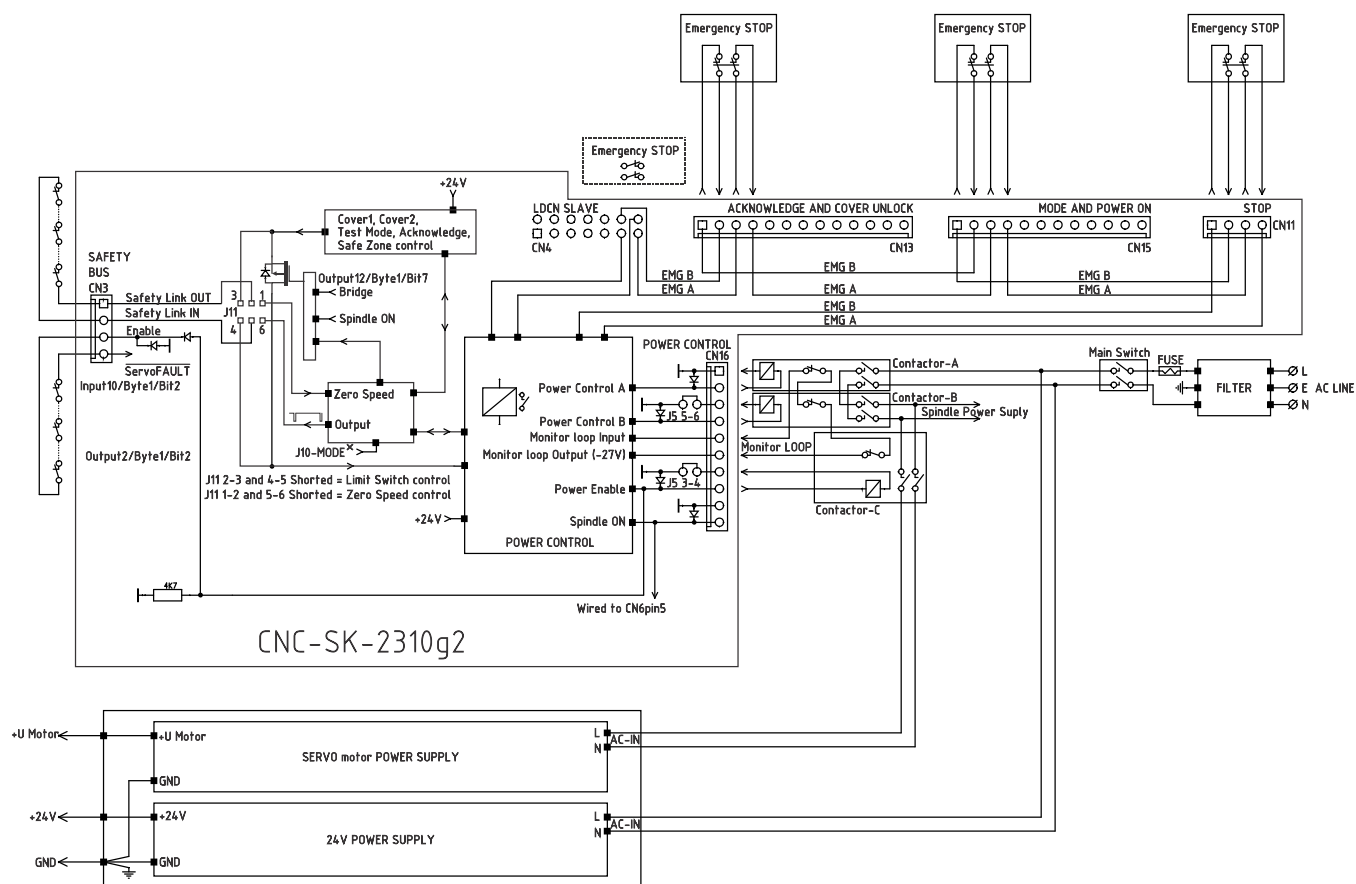 Emergency STOP
Emergency STOP
Emergency STOP
Emergency STOP
+24V
LDCN SLAVE
ACKNOWLEDGE AND COVER UNLOCK
MODE AND POWER ON
STOP
Cover1, Cover2,
Test Mode, Acknowledge,
Safe Zone control
CN4
CN13
CN15
CN11
SAFETY
BUS
CN3
Output12/Byte1/Bit7
Bridge
Spindle ON
EMG B
EMG A
EMG B
EMG A
EMG B
EMG A
Safety Link OUT
Safety Link IN
Enable
3 1
J11
4 6
ServoFAULT
Input10/Byte1/Bit2
Output2/Byte1/Bit2
Zero Speed
Output
J10-MODE
J11 2-3 and 4-5 Shorted = Limit Switch control
J11 1-2 and 5-6 Shorted = Zero Speed control
+24V
Power Control A
Power Control B
Monitor loop Input
Monitor loop Output (-27V)
Power Enable
Spindle ON
POWER CONTROL
POWER CONTROL
CN16
J5 5-6
J5 3-4
Contactor-A
Contactor-B
Spindle Power Suply
Monitor LOOP
Contactor-C
Main Switch
FUSE
FILTER
L
E AC LINE
N
4K7
Wired to CN6pin5
CNC-SK-2310g2
+U Motor
+U Motor
SERVO motor POWER SUPPLY
L
N
AC-IN
GND
+24V
+24V
24V POWER SUPPLY
L
N
AC-IN
GND
GND